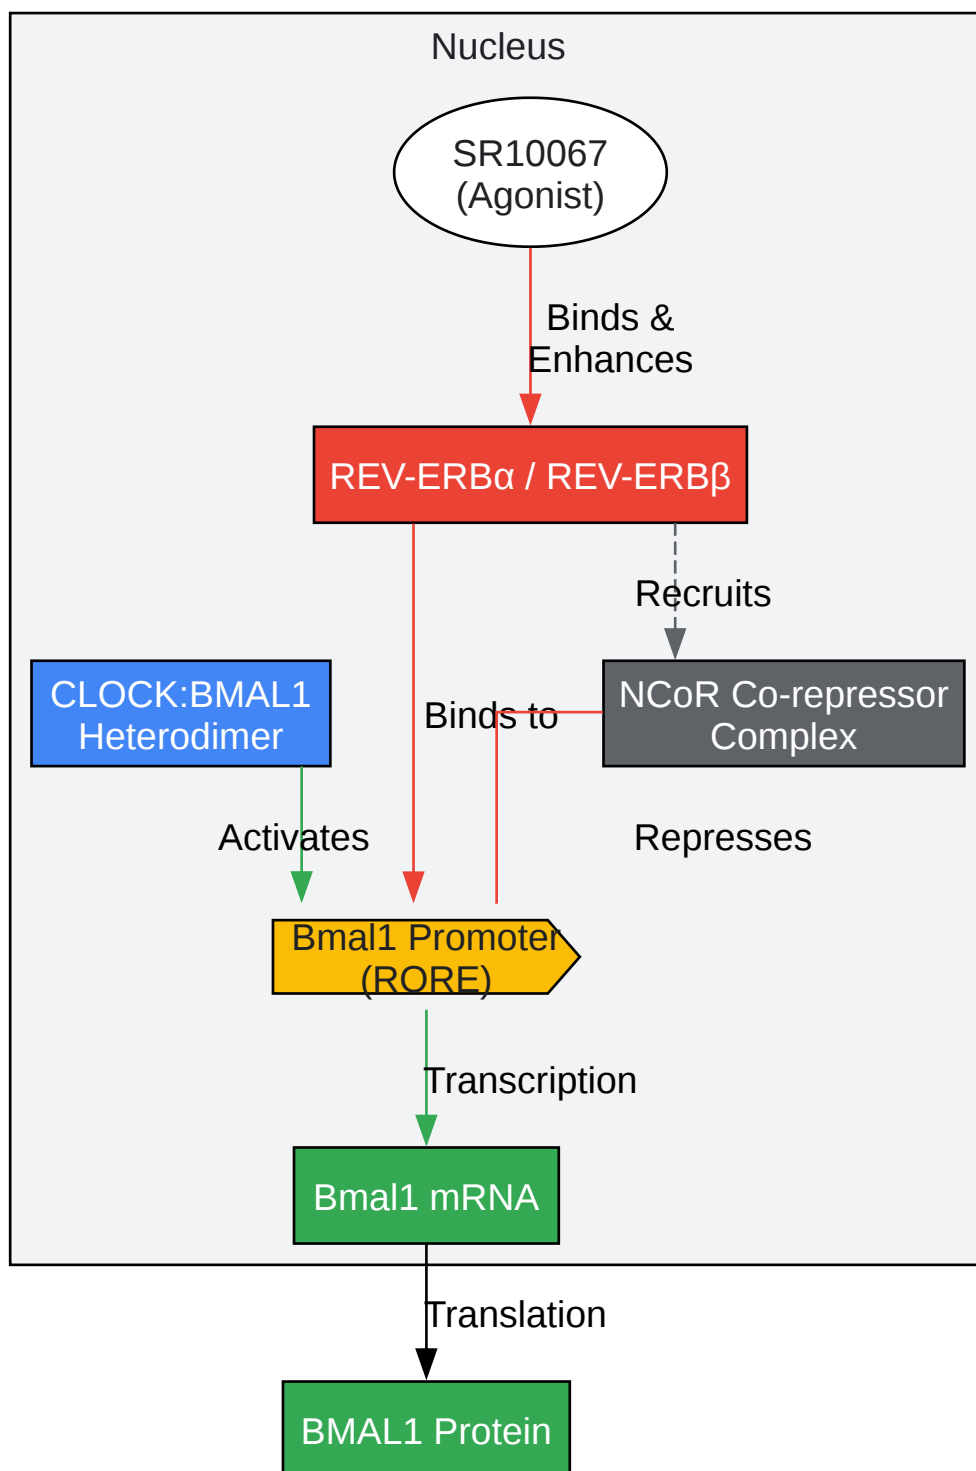 Nucleus
SR10067
(Agonist)
Binds &
Enhances
REV-ERBα / REV-ERBβ
Recruits
CLOCK:BMAL1
Heterodimer
Binds to
NCoR Co-repressor
Complex
Activates
Represses
Bmal1 Promoter
(RORE)
Transcription
Bmal1 mRNA
Translation
BMAL1 Protein